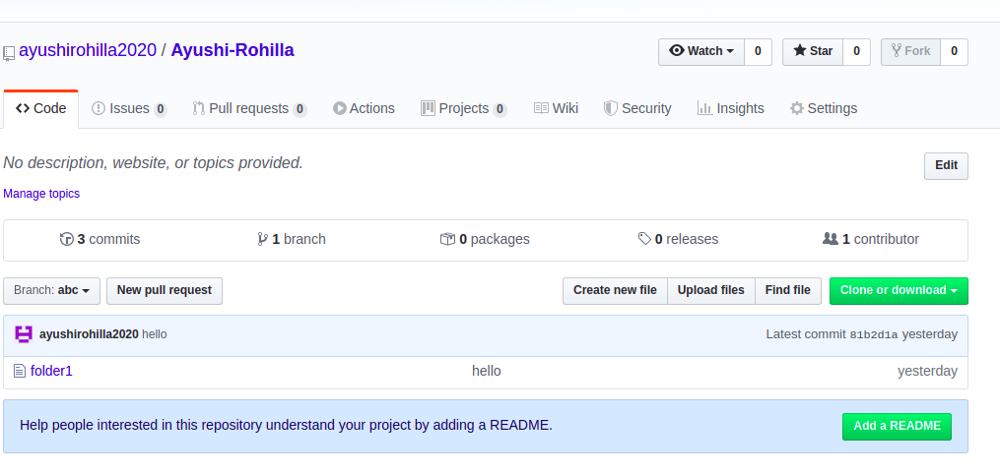 ayushirohilla2020 / Ayushi-Rohilla
Watch 0 Star 0 Fork 0
Code Issues 0 Pull requests 0 Actions Projects 0 Wiki Security Insights Settings
No description, website, or topics provided. Edit
Manage topics
3 commits 1 branch 0 packages 0 releases 1 contributor
Branch: abc New pull request Create new file Upload files Find file Clone or download
ayushirohilla2020 hello Latest commit 81b2d1a yesterday
folder1 hello yesterday
Help people interested in this repository understand your project by adding a README. Add a README